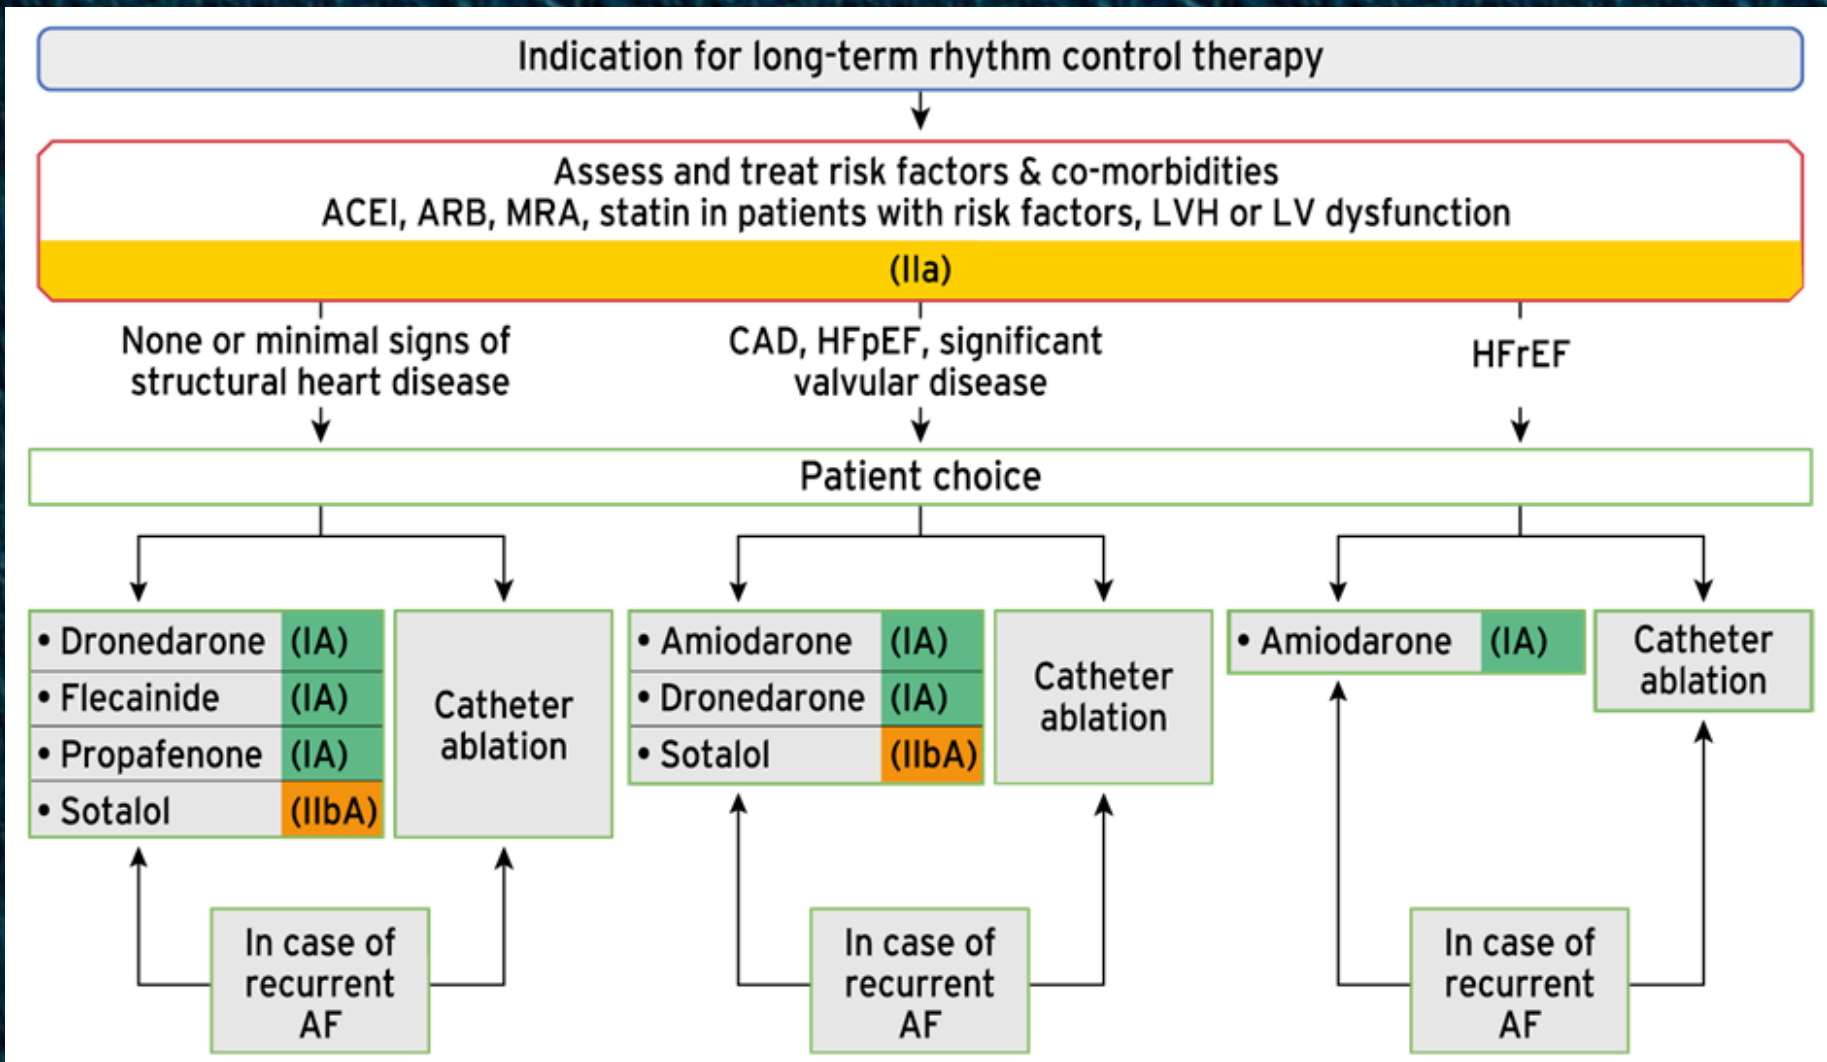 Indication for long-term rhythm control therapy
Assess and treat risk factors & co-morbidities
ACEI, ARB, MRA, statin in patients with risk factors, LVH or LV dysfunction
(IIa)
None or minimal signs of
structural heart disease
CAD, HFpEF, significant
valvular disease
HFrEF
Patient choice
• Dronedarone (IA)
• Flecainide (IA)
• Propafenone (IA)
• Sotalol (IIbA)
Catheter
ablation
• Amiodarone (IA)
• Dronedarone (IA)
• Sotalol (IIbA)
Catheter
ablation
• Amiodarone (IA)
Catheter
ablation
In case of
recurrent
AF
In case of
recurrent
AF
In case of
recurrent
AF